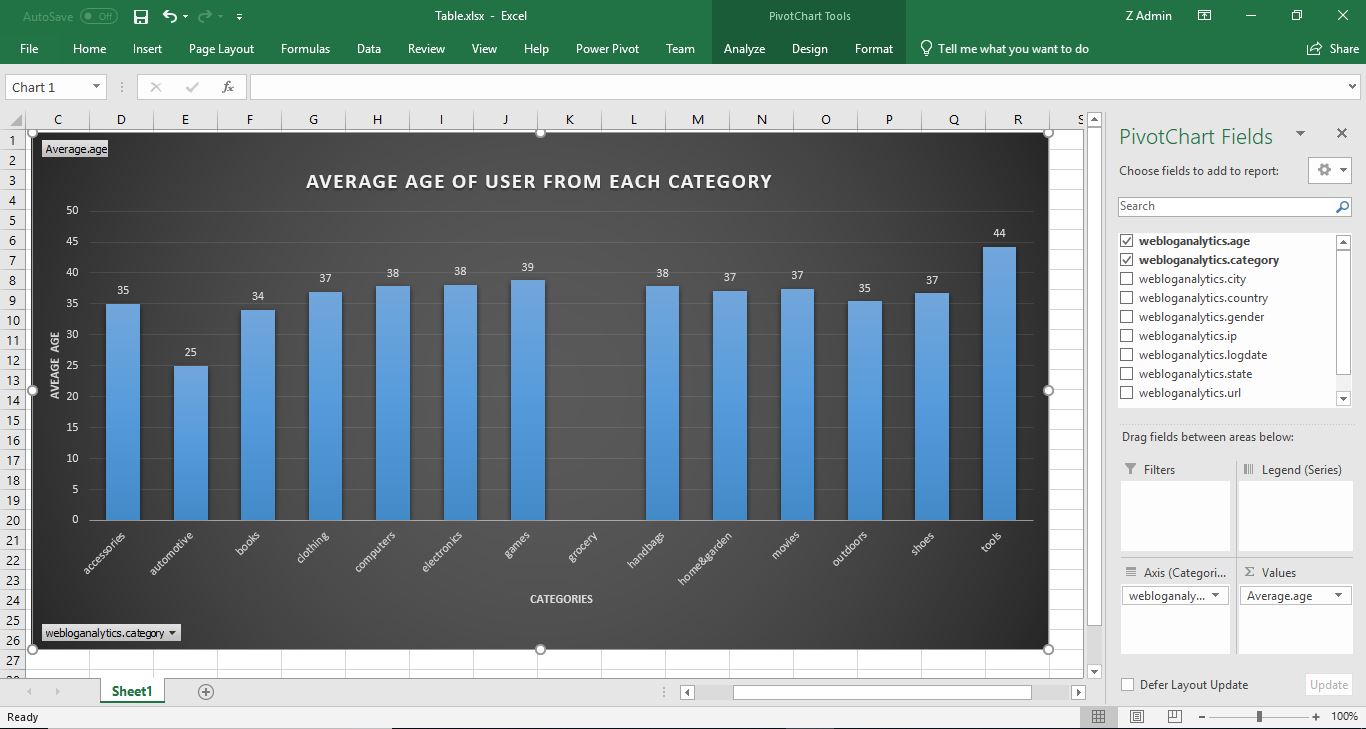 AutoSave Off Table.xlsx - Excel PivotChart Tools Z Admin
File Home Insert Page Layout Formulas Data Review View Help Power Pivot Team Analyze Design Format Tell me what you want to do Share
Chart 1 fx
C D E F G H I J K L M N O P Q R S
1
2
3
4
5
6
7
8
9
10
11
12
13
14
15
16
17
18
19
20
21
22
23
24
25
26
27
Average.age
AVERAGE AGE OF USER FROM EACH CATEGORY
50
45
40
35
30
25
20
15
10
5
0
AVEAGE AGE
35 25 34 37 38 38 39 38 37 37 35 37 44
accessories automotive books clothing computers electronics games grocery handbags home&garden movies outdoors shoes tools
CATEGORIES
webloganalytics.category
PivotChart Fields
Choose fields to add to report:
Search
webloganalytics.age
webloganalytics.category
webloganalytics.city
webloganalytics.country
webloganalytics.gender
webloganalytics.ip
webloganalytics.logdate
webloganalytics.state
webloganalytics.url
Drag fields between areas below:
Filters Legend (Series)
Axis (Categori... Σ Values
webloganaly... Average.age
Defer Layout Update Update
Sheet1
Ready 100%